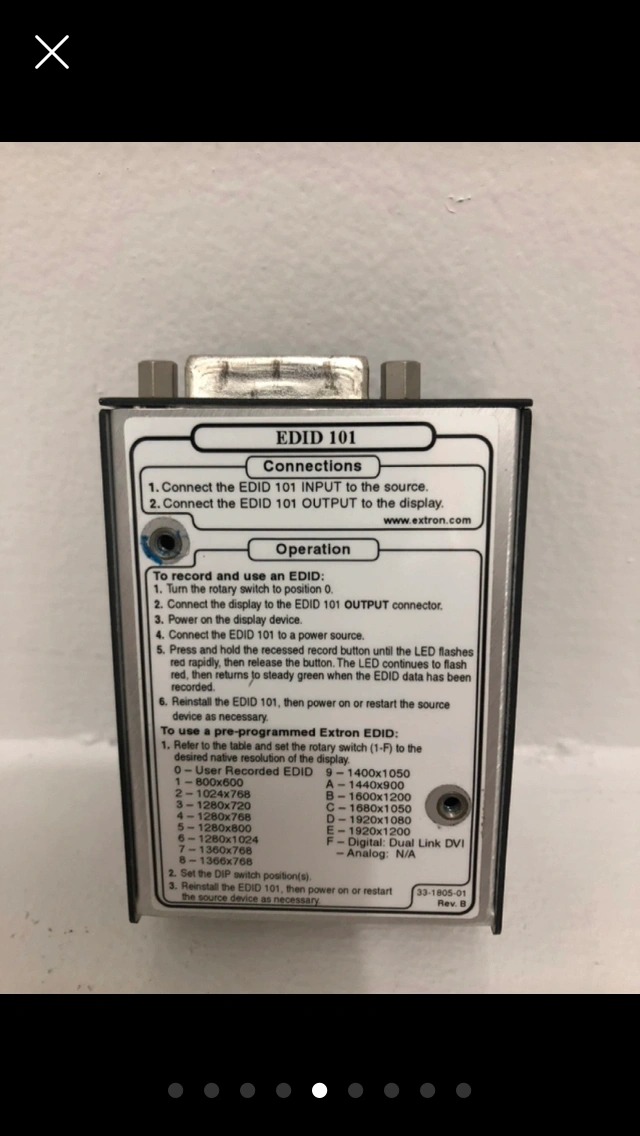 EDID 101
Connections
1. Connect the EDID 101 INPUT to the source.
2. Connect the EDID 101 OUTPUT to the display.
www.extron.com
Operation
To record and use an EDID:
1. Turn the rotary switch to position 0.
2. Connect the display to the EDID 101 OUTPUT connector.
3. Power on the display device.
4. Connect the EDID 101 to a power source.
5. Press and hold the recessed record button until the LED flashes
red rapidly, then release the button. The LED continues to flash
red, then returns to steady green when the EDID data has been
recorded.
6. Reinstall the EDID 101, then power on or restart the source
device as necessary.
To use a pre-programmed Extron EDID:
1. Refer to the table and set the rotary switch (1-F) to the
desired native resolution of the display.
0 – User Recorded EDID
1 – 800x600
2 – 1024x768
3 – 1280x720
4 – 1280x768
5 – 1280x800
6 – 1280x1024
7 – 1360x768
8 – 1366x768
9 – 1400x1050
A – 1440x900
B – 1600x1200
C – 1680x1050
D – 1920x1080
E – 1920x1200
F – Digital: Dual Link DVI
– Analog: N/A
2. Set the DIP switch position(s).
3. Reinstall the EDID 101, then power on or restart
the source device as necessary.
33-1805-01
Rev. B